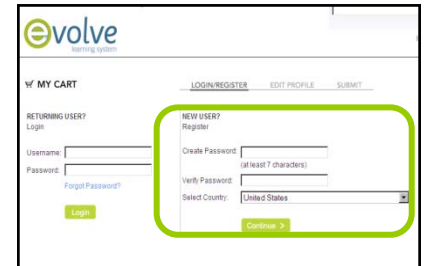 evolve
learning system
MY CART
LOGIN/REGISTER EDIT PROFILE SUBMIT
RETURNING USER?
Login
Username:
Password:
Forgot Password?
Login
NEW USER?
Register
Create Password:
(at least 7 characters)
Verify Password:
Select Country: United States
Continue >